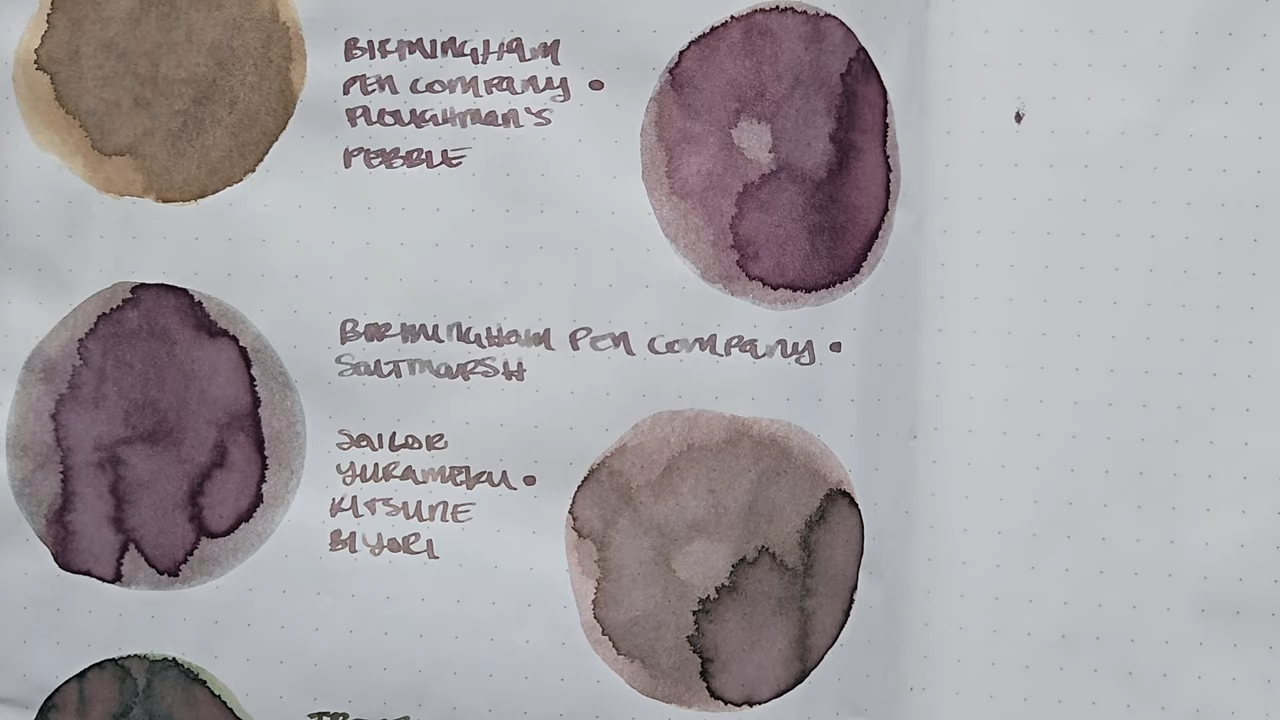 BIRMINGHAM
PEN COMPANY •
PLOUGHMAN'S
PEBBLE
BIRMINGHAM PEN COMPANY •
SALTMARSH
SAILOR
YURAMEKU •
KITSUNE
BIYORI